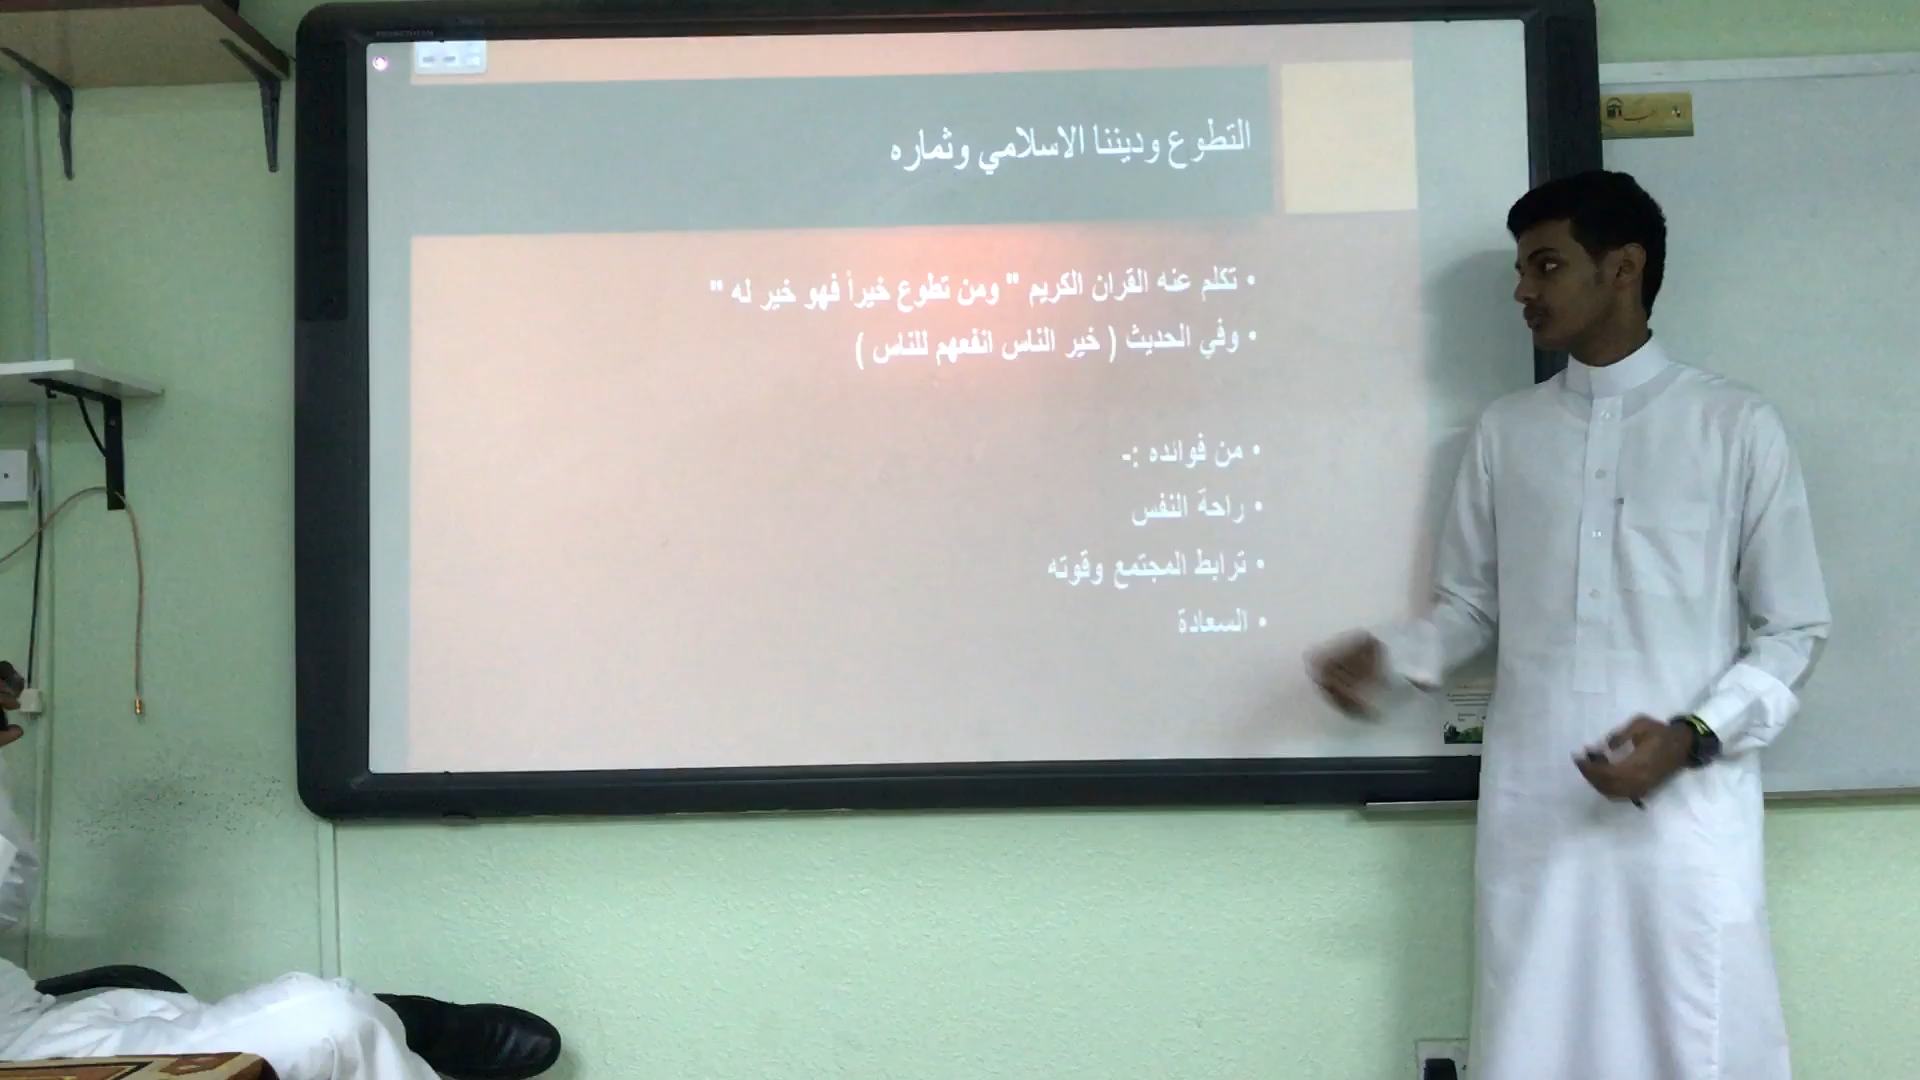 التطوع وديننا الاسلامي وثماره
• تكلم عنه القران الكريم " ومن تطوع خيراً فهو خير له "
• وفي الحديث ( خير الناس انفعهم للناس )
• من فوائده :-
• راحة النفس
• ترابط المجتمع وقوته
• السعادة